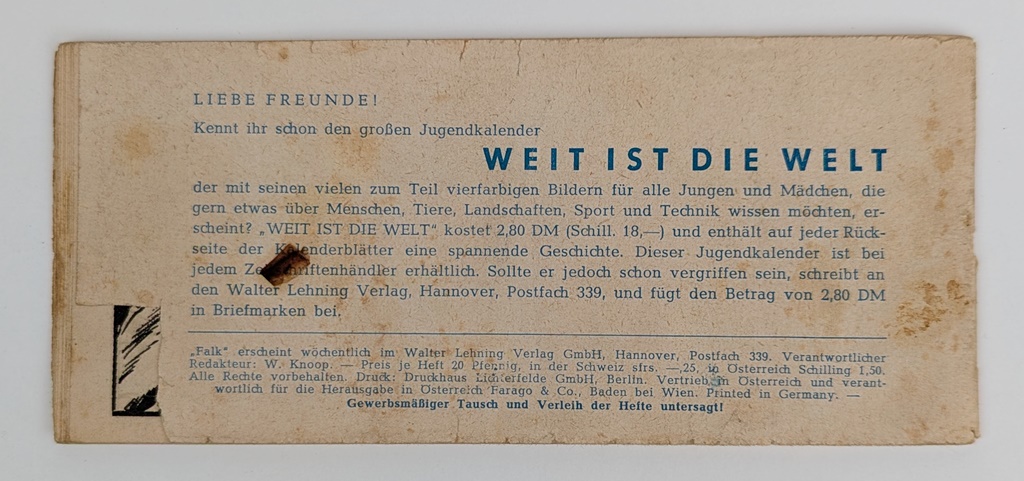 LIEBE FREUNDE!
Kennt ihr schon den großen Jugendkalender
WEIT IST DIE WELT
der mit seinen vielen zum Teil vierfarbigen Bildern für alle Jungen und Mädchen, die
gern etwas über Menschen, Tiere, Landschaften, Sport und Technik wissen möchten, er-
scheint? „WEIT IST DIE WELT" kostet 2,80 DM (Schill. 18,—) und enthält auf jeder Rück-
seite der Kalenderblätter eine spannende Geschichte. Dieser Jugendkalender ist bei
jedem Zeitschriftenhändler erhältlich. Sollte er jedoch schon vergriffen sein, schreibt an
den Walter Lehning Verlag, Hannover, Postfach 339, und fügt den Betrag von 2,80 DM
in Briefmarken bei.
„Falk" erscheint wöchentlich im Walter Lehning Verlag GmbH, Hannover, Postfach 339. Verantwortlicher
Redakteur: W. Knoop. — Preis je Heft 20 Pfennig, in der Schweiz sfrs. —,25, in Österreich Schilling 1,50.
Alle Rechte vorbehalten. Druck: Druckhaus Lichterfelde GmbH, Berlin. Vertrieb in Österreich und verant-
wortlich für die Herausgabe in Österreich Farago & Co., Baden bei Wien. Printed in Germany. —
Gewerbsmäßiger Tausch und Verleih der Hefte untersagt!